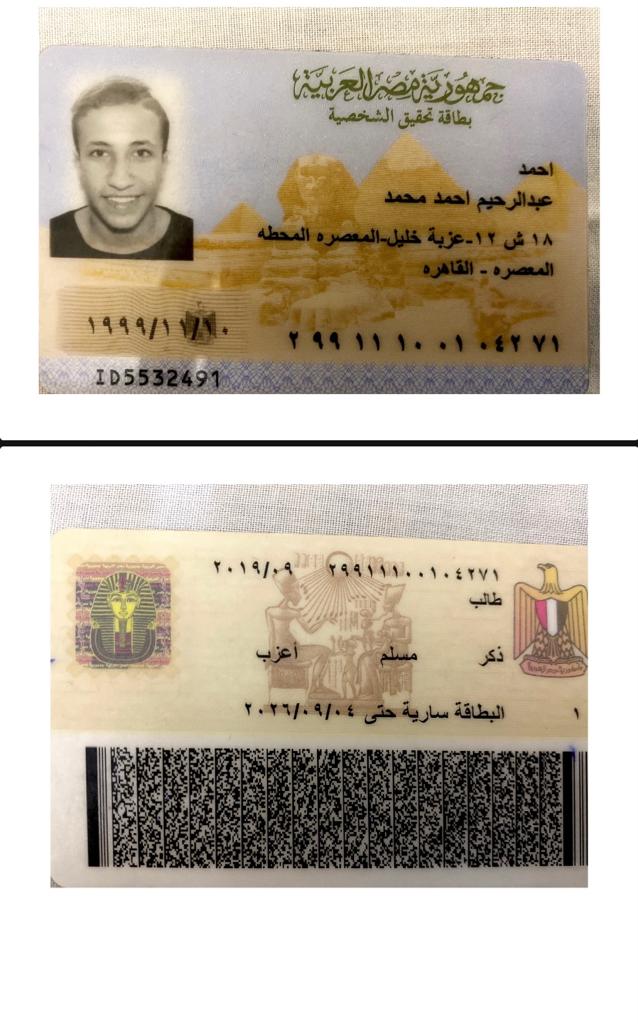 جمهورية مصر العربية
بطاقة تحقيق الشخصية
احمد
عبدالرحيم احمد محمد
١٨ ش ١٢-عزبة خليل-المعصره المحطه
المعصره - القاهره
١٩٩٩/١١/١٠
٢ ٩٩ ١١ ١٠ ٠١ ٠٤٢ ٧١
ID5532491
٢٩٩١١١٠٠١٠٤٢٧١ ٢٠١٩/٠٩
طالب
ذكر مسلم أعزب
البطاقة سارية حتى ٢٠٢٦/٠٩/٠٤
١